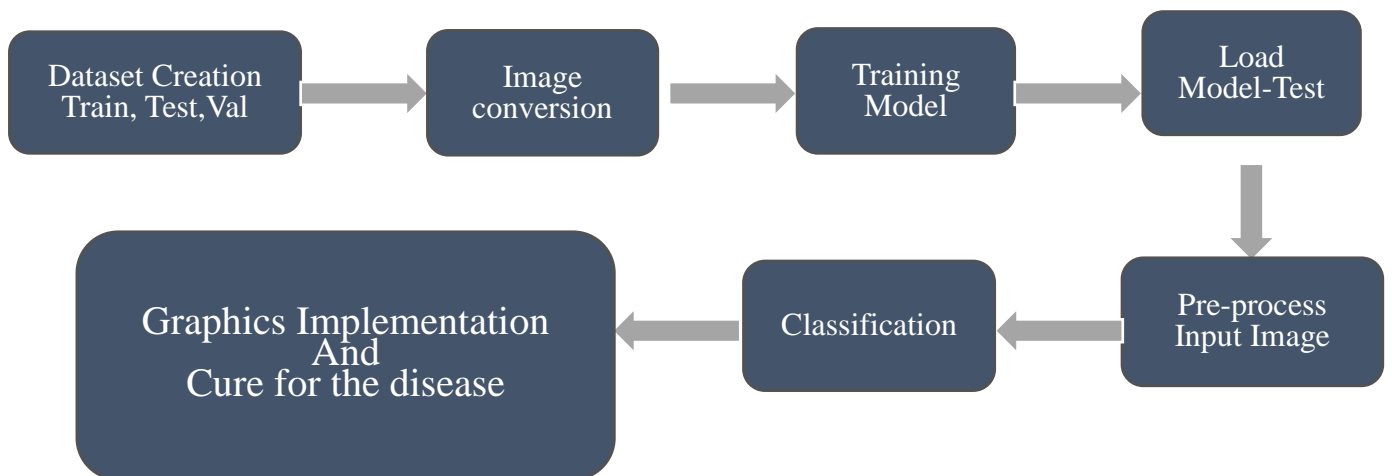 Dataset Creation
Train, Test,Val
Image
conversion
Training
Model
Load
Model-Test
Pre-process
Input Image
Classification
Graphics Implementation
And
Cure for the disease